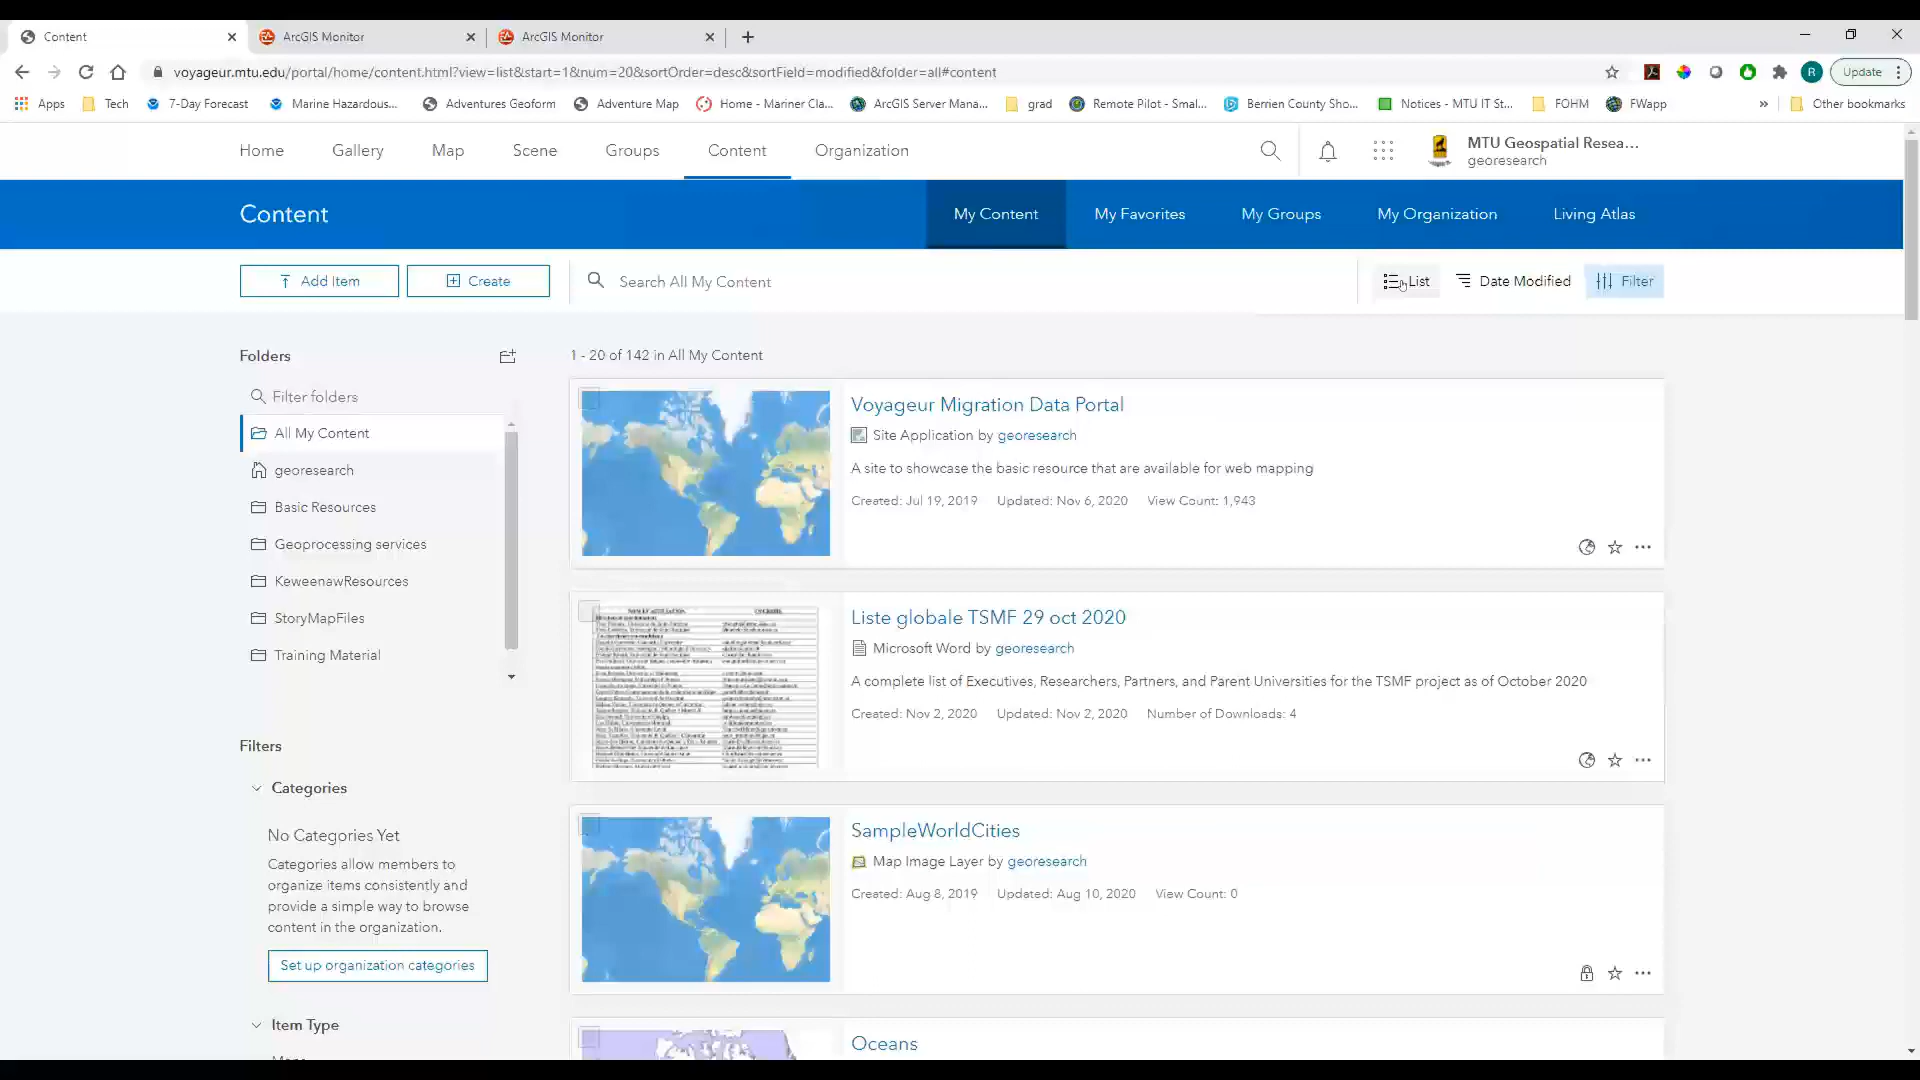 Content
ArcGIS Monitor
ArcGIS Monitor
voyageur.mtu.edu/portal/home/content.html?view=list&start=1&num=20&sortOrder=desc&sortField=modified&folder=all#content
R
Update
Apps
Tech
7-Day Forecast
Marine Hazardous...
Adventures Geoform
Adventure Map
Home - Mariner Cla...
ArcGIS Server Mana...
grad
Remote Pilot - Smal...
Berrien County Sho...
Notices - MTU IT St...
FOHM
FWapp
»
Other bookmarks
Home
Gallery
Map
Scene
Groups
Content
Organization
MTU Geospatial Resea...
georesearch
Content
My Content
My Favorites
My Groups
My Organization
Living Atlas
Add Item
Create
Search All My Content
List
Date Modified
Filter
Folders
1 - 20 of 142 in All My Content
Filter folders
All My Content
georesearch
Basic Resources
Geoprocessing services
KeweenawResources
StoryMapFiles
Training Material
Filters
Categories
No Categories Yet
Categories allow members to
organize items consistently and
provide a simple way to browse
content in the organization.
Set up organization categories
Item Type
Voyageur Migration Data Portal
Site Application by georesearch
A site to showcase the basic resource that are available for web mapping
Created: Jul 19, 2019 Updated: Nov 6, 2020 View Count: 1,943
Liste globale TSMF 29 oct 2020
Microsoft Word by georesearch
A complete list of Executives, Researchers, Partners, and Parent Universities for the TSMF project as of October 2020
Created: Nov 2, 2020 Updated: Nov 2, 2020 Number of Downloads: 4
SampleWorldCities
Map Image Layer by georesearch
Created: Aug 8, 2019 Updated: Aug 10, 2020 View Count: 0
Oceans